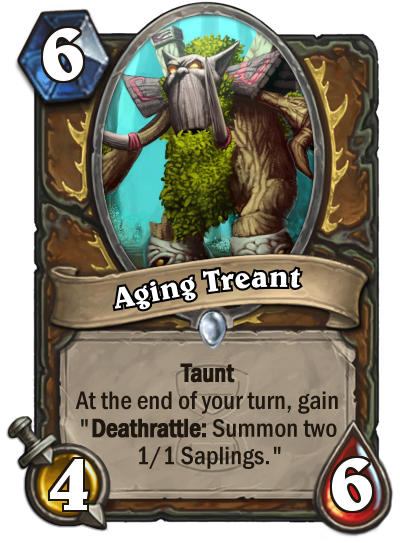 6
Aging Treant
Taunt
At the end of your turn, gain
"Deathrattle: Summon two
1/1 Saplings."
4
6